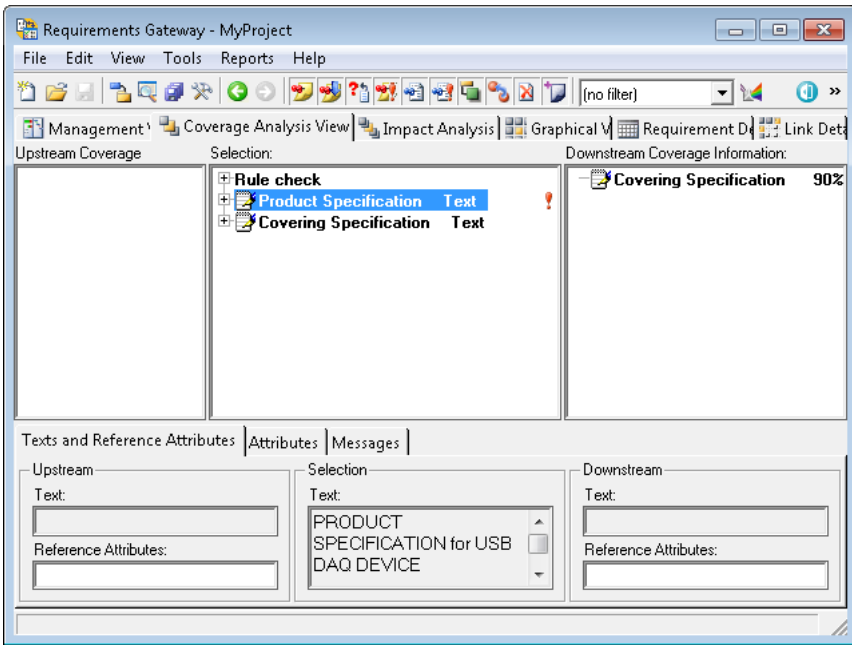 Requirements Gateway - MyProject
File Edit View Tools Reports Help
(no filter)
Management Coverage Analysis View Impact Analysis Graphical Requirement Link
Upstream Coverage Selection: Downstream Coverage Information:
Rule check
Product Specification Text
Covering Specification Text
Covering Specification 90%
Texts and Reference Attributes Attributes Messages
Upstream Selection Downstream
Text: Text: Text:
PRODUCT
SPECIFICATION for USB
DAQ DEVICE
Reference Attributes: Reference Attributes: